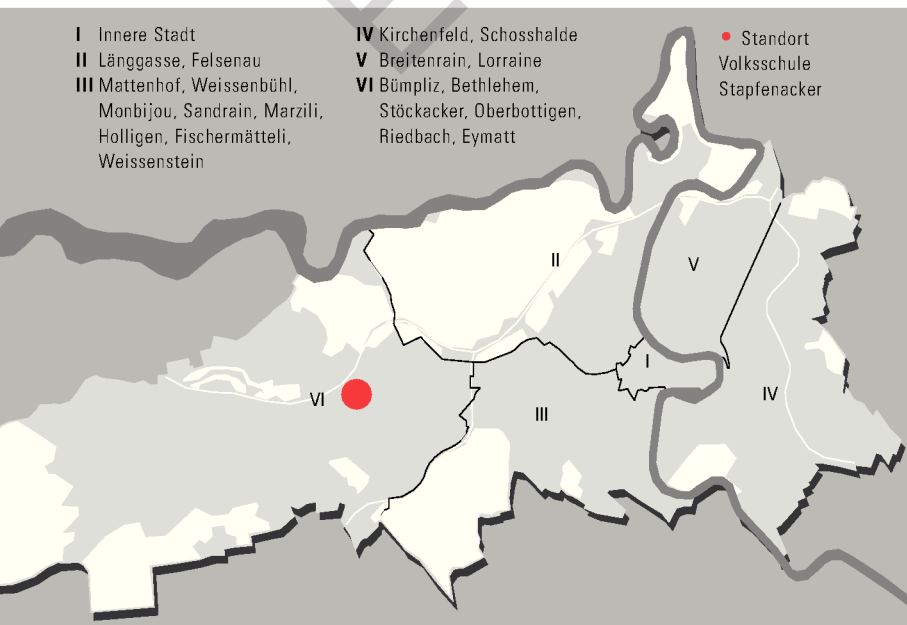 I Innere Stadt
II Länggasse, Felsenau
III Mattenhof, Weissenbühl,
Monbijou, Sandrain, Marzili,
Holligen, Fischermätteli,
Weissenstein
IV Kirchenfeld, Schosshalde
V Breitenrain, Lorraine
VI Bümpliz, Bethlehem,
Stöckacker, Oberbottigen,
Riedbach, Eymatt
Standort
Volksschule
Stapfenacker
II
V
I
VI
III
IV